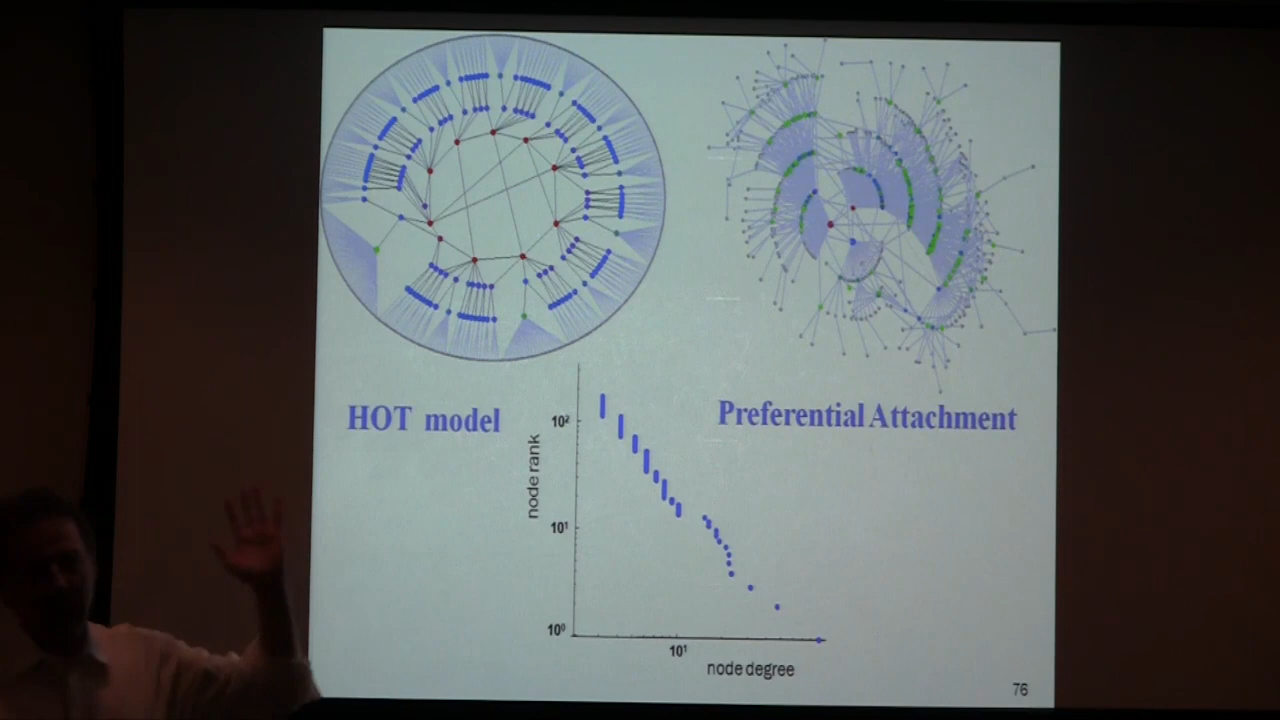 HOT model
Preferential Attachment
node rank
10²
10¹
10⁰
10¹
node degree
76